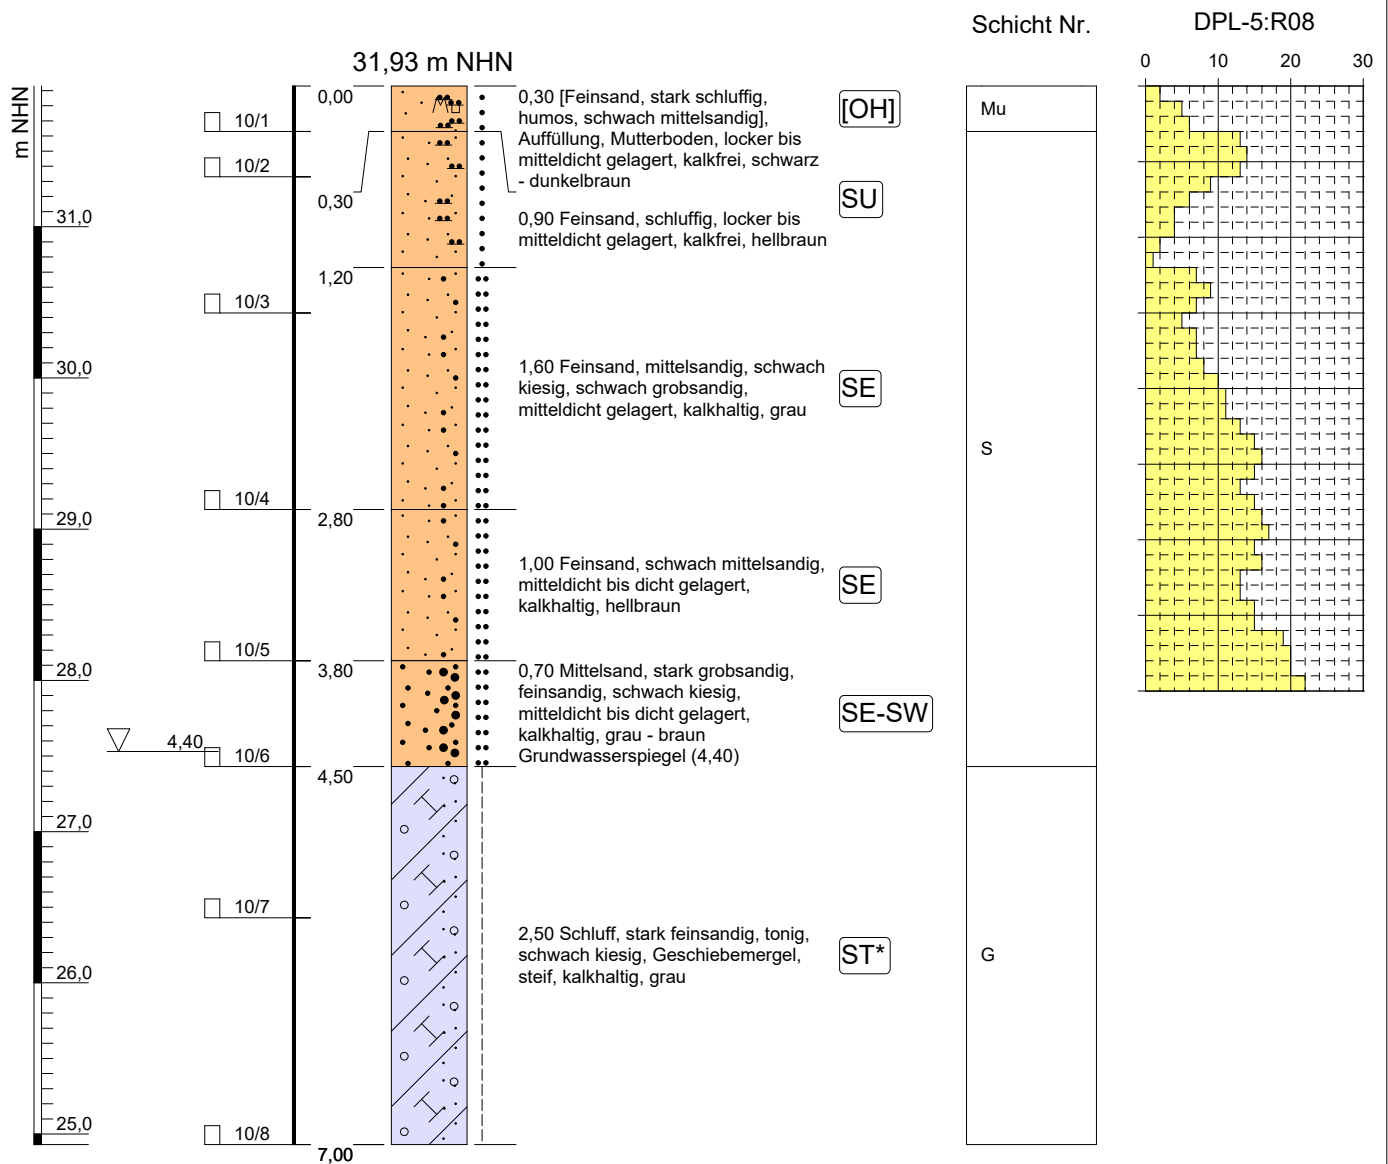 Schicht Nr.
DPL-5:R08
31,93 m NHN
0 10 20 30
m NHN
0,00
0,30 [Feinsand, stark schluffig,
humos, schwach mittelsandig],
Auffüllung, Mutterboden, locker bis
mitteldicht gelagert, kalkfrei, schwarz
- dunkelbraun
[OH]
Mu
10/1
10/2
0,30
SU
31,0
0,90 Feinsand, schluffig, locker bis
mitteldicht gelagert, kalkfrei, hellbraun
1,20
10/3
30,0
1,60 Feinsand, mittelsandig, schwach
kiesig, schwach grobsandig,
mitteldicht gelagert, kalkhaltig, grau
SE
S
10/4
29,0
2,80
1,00 Feinsand, schwach mittelsandig,
mitteldicht bis dicht gelagert,
kalkhaltig, hellbraun
SE
10/5
28,0
3,80
0,70 Mittelsand, stark grobsandig,
feinsandig, schwach kiesig,
mitteldicht bis dicht gelagert,
kalkhaltig, grau - braun
Grundwasserspiegel (4,40)
SE-SW
4,40
10/6
4,50
27,0
10/7
2,50 Schluff, stark feinsandig, tonig,
schwach kiesig, Geschiebemergel,
steif, kalkhaltig, grau
ST*
G
26,0
25,0
10/8
7,00